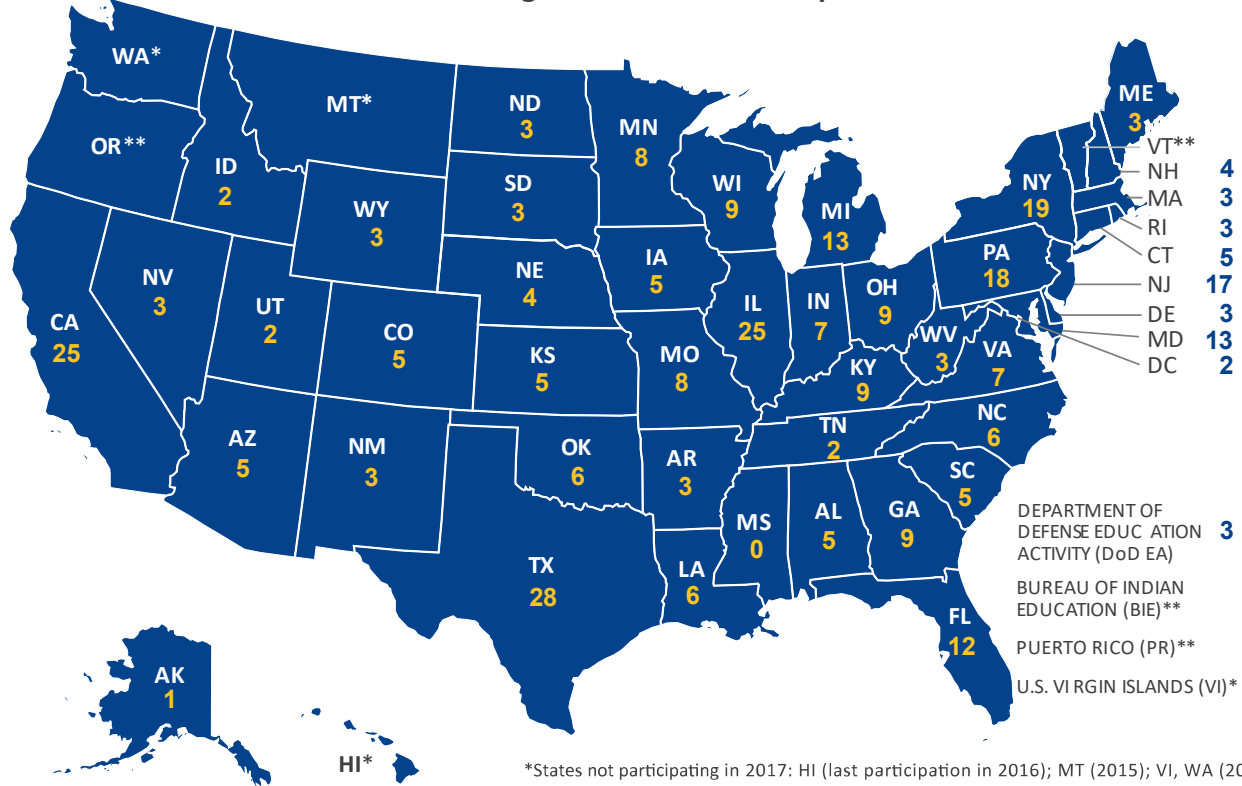 WA*
MT*
ND
3
MN
8
ME
3
OR**
ID
2
VT**
NH 4
SD
3
WI
9
NY
19
MA 3
WY
3
MI
13
RI 3
CT 5
PA
18
NJ 17
IA
5
NE
4
NV
3
UT
2
IL
25
IN
7
OH
9
DE 3
MD 13
DC 2
CA
25
CO
5
KS
5
MO
8
WV
3
VA
7
KY
9
NC
6
TN
2
AZ
5
NM
3
OK
6
AR
3
SC
5
MS
0
AL
5
GA
9
DEPARTMENT OF
DEFENSE EDUC ATION 3
ACTIVITY (DoD EA)
TX
28
LA
6
BUREAU OF INDIAN
EDUCATION (BIE)**
FL
12
PUERTO RICO (PR)**
AK
1
U.S. VI RGIN ISLANDS (VI)*
HI*
*States not participating in 2017: HI (last participation in 2016); MT (2015); VI, WA (20